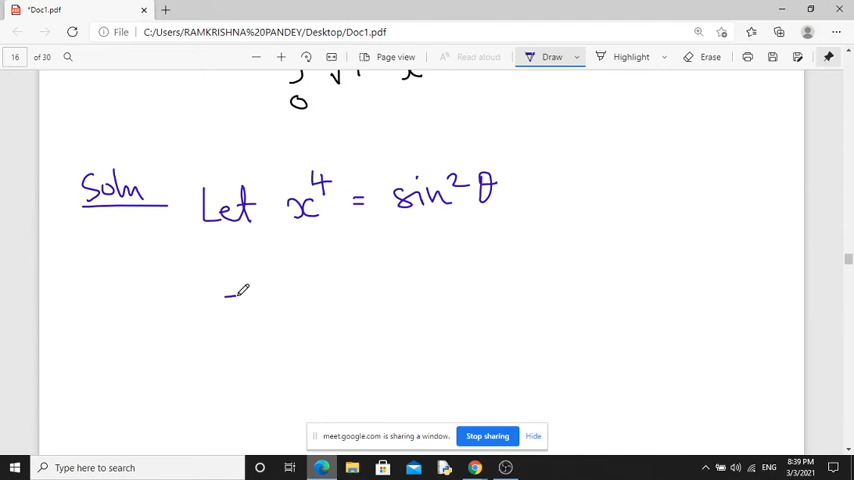 *Doc1.pdf
File
C:/Users/RAMKRISHNA%20PANDEY/Desktop/Doc1.pdf
16 of 30 Page view Read aloud Draw Highlight Erase
0
Soln Let x⁴ = sin² θ
meet.google.com is sharing a window. Stop sharing Hide
Type here to search
ENG
8:39 PM
3/3/2021